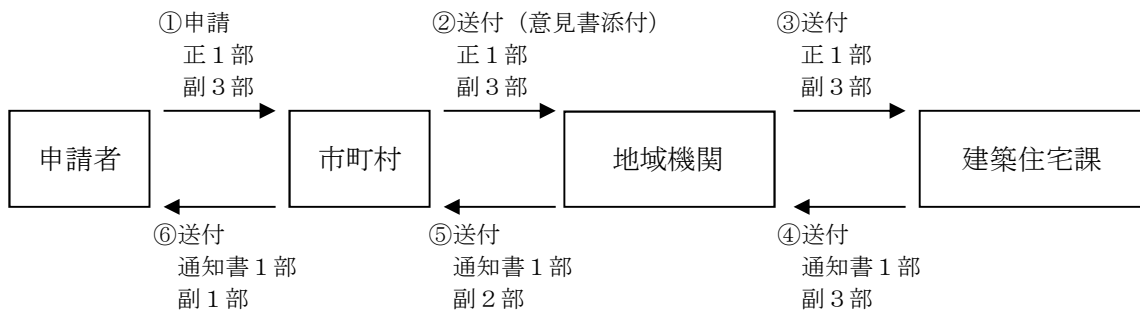 ①申請
正１部
副３部
②送付（意見書添付）
正１部
副３部
③送付
正１部
副３部
申請者
市町村
地域機関
建築住宅課
⑥送付
通知書１部
副１部
⑤送付
通知書１部
副２部
④送付
通知書１部
副３部